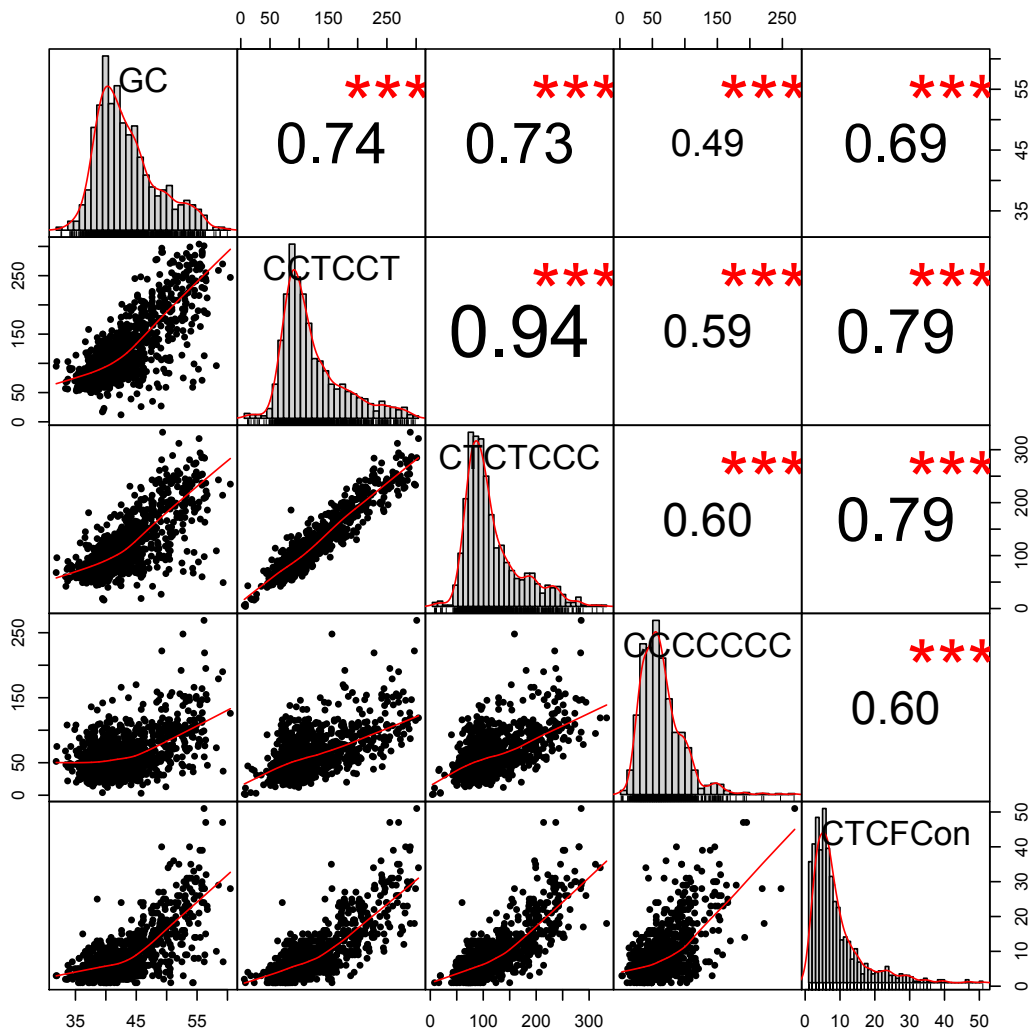 0 50 150 250 0 50 150 250
GC *** *** *** ***
0.74 0.73 0.49 0.69
55
45
35
CCTCCT *** *** ***
0.94 0.59 0.79
250
150
50
0
CTCTCCC *** ***
0.60 0.79
300
200
100
0
CCCCCCC ***
0.60
250
150
50
0
CTCFCon
50
40
30
20
10
0
35 45 55 0 100 200 300 0 10 20 30 40 50